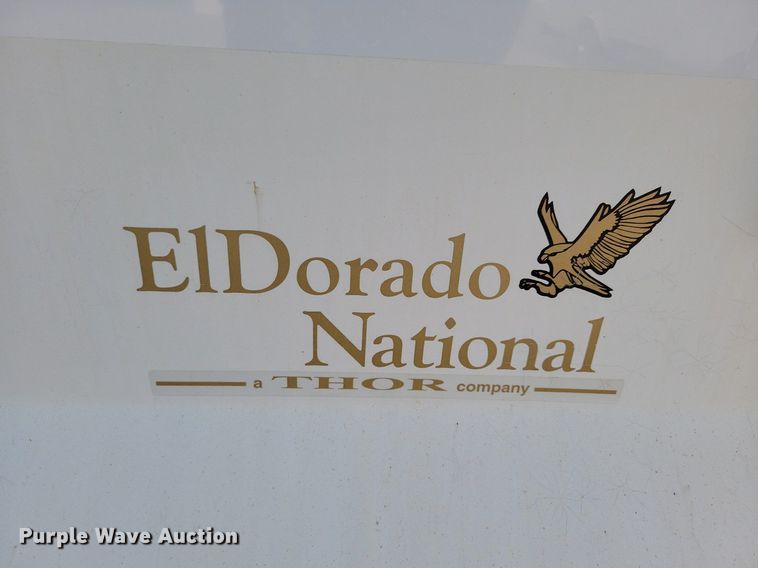 ElDorado
National
a THOR company
Purple Wave Auction